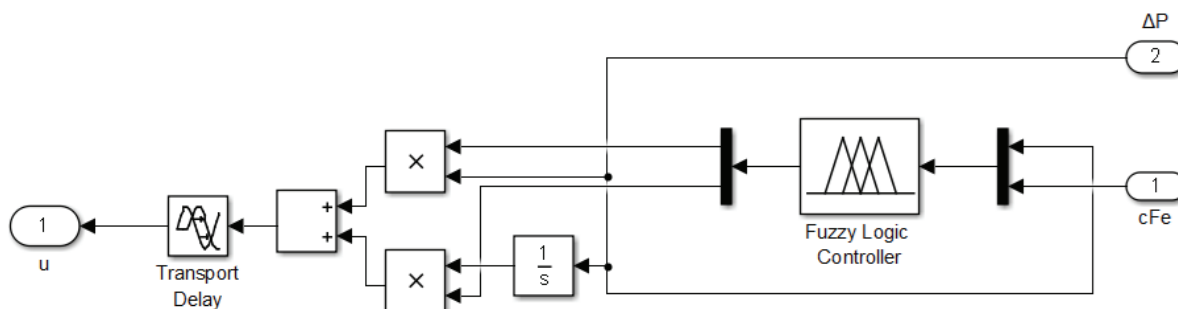 ΔP
2
×
+
+
1
u
Transport
Delay
×
1
s
Fuzzy Logic
Controller
1
cFe